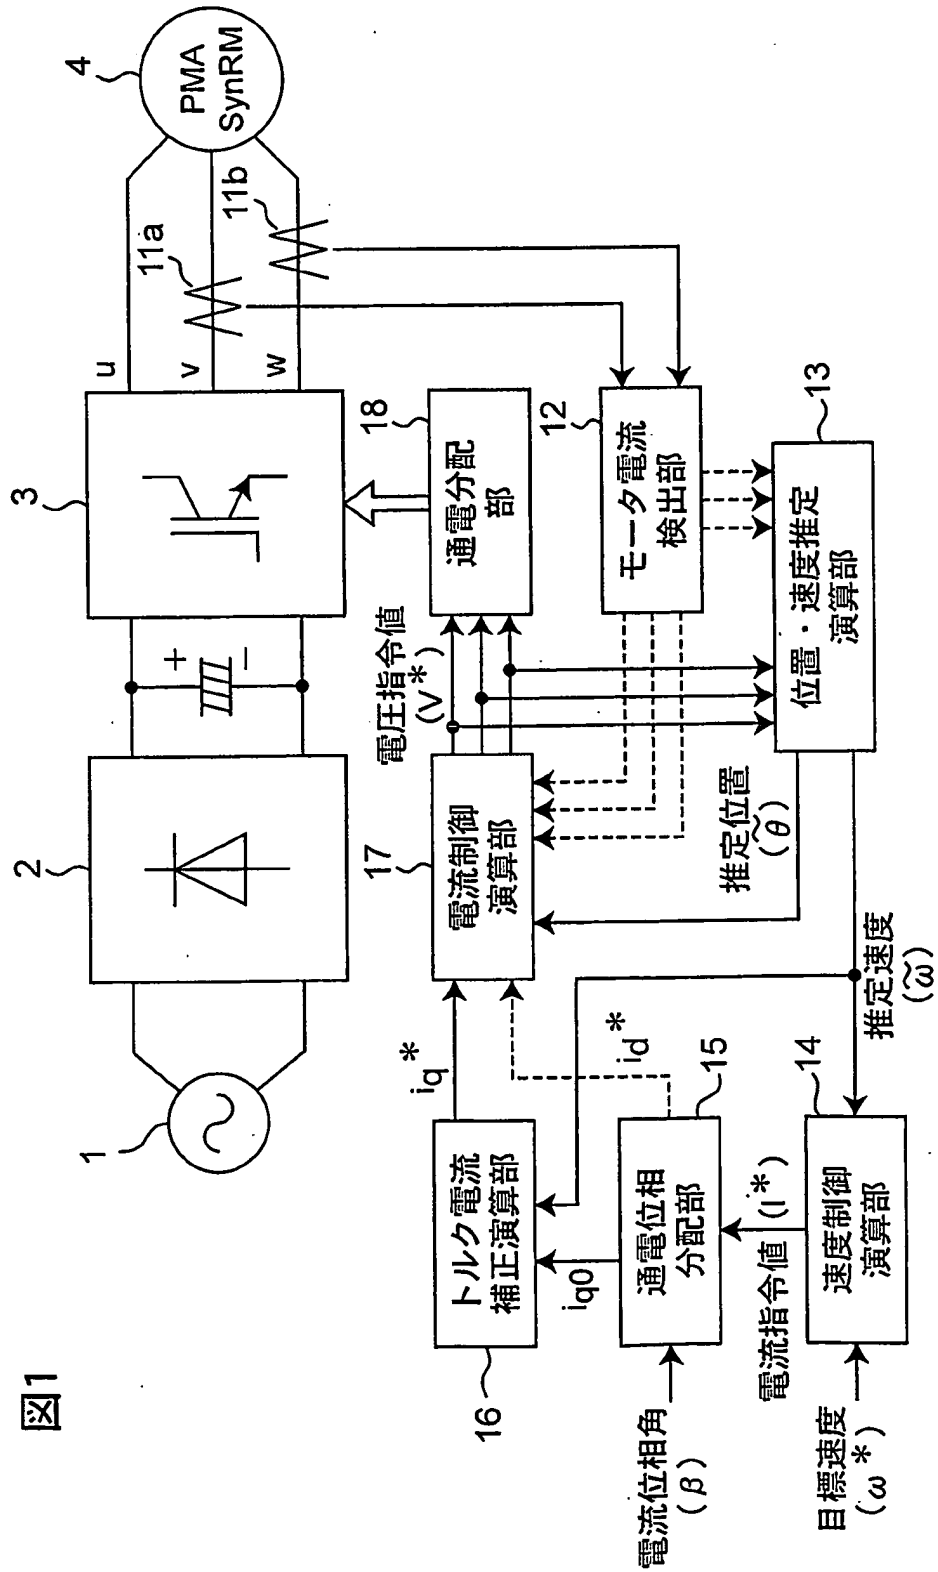 図1
1
2
3
4
PMA
SynRM
+
−
u
v
w
11a
11b
16
トルク電流
補正演算部
iq*
17
電流制御
演算部
電圧指令値
(V*)
18
通電分配
部
12
モータ電流
検出部
13
位置・速度推定
演算部
推定位置
(θ̃)
推定速度
(ω̃)
iq0
id*
15
通電位相
分配部
電流位相角
(β)
電流指令値
(I*)
14
速度制御
演算部
目標速度
(ω*)